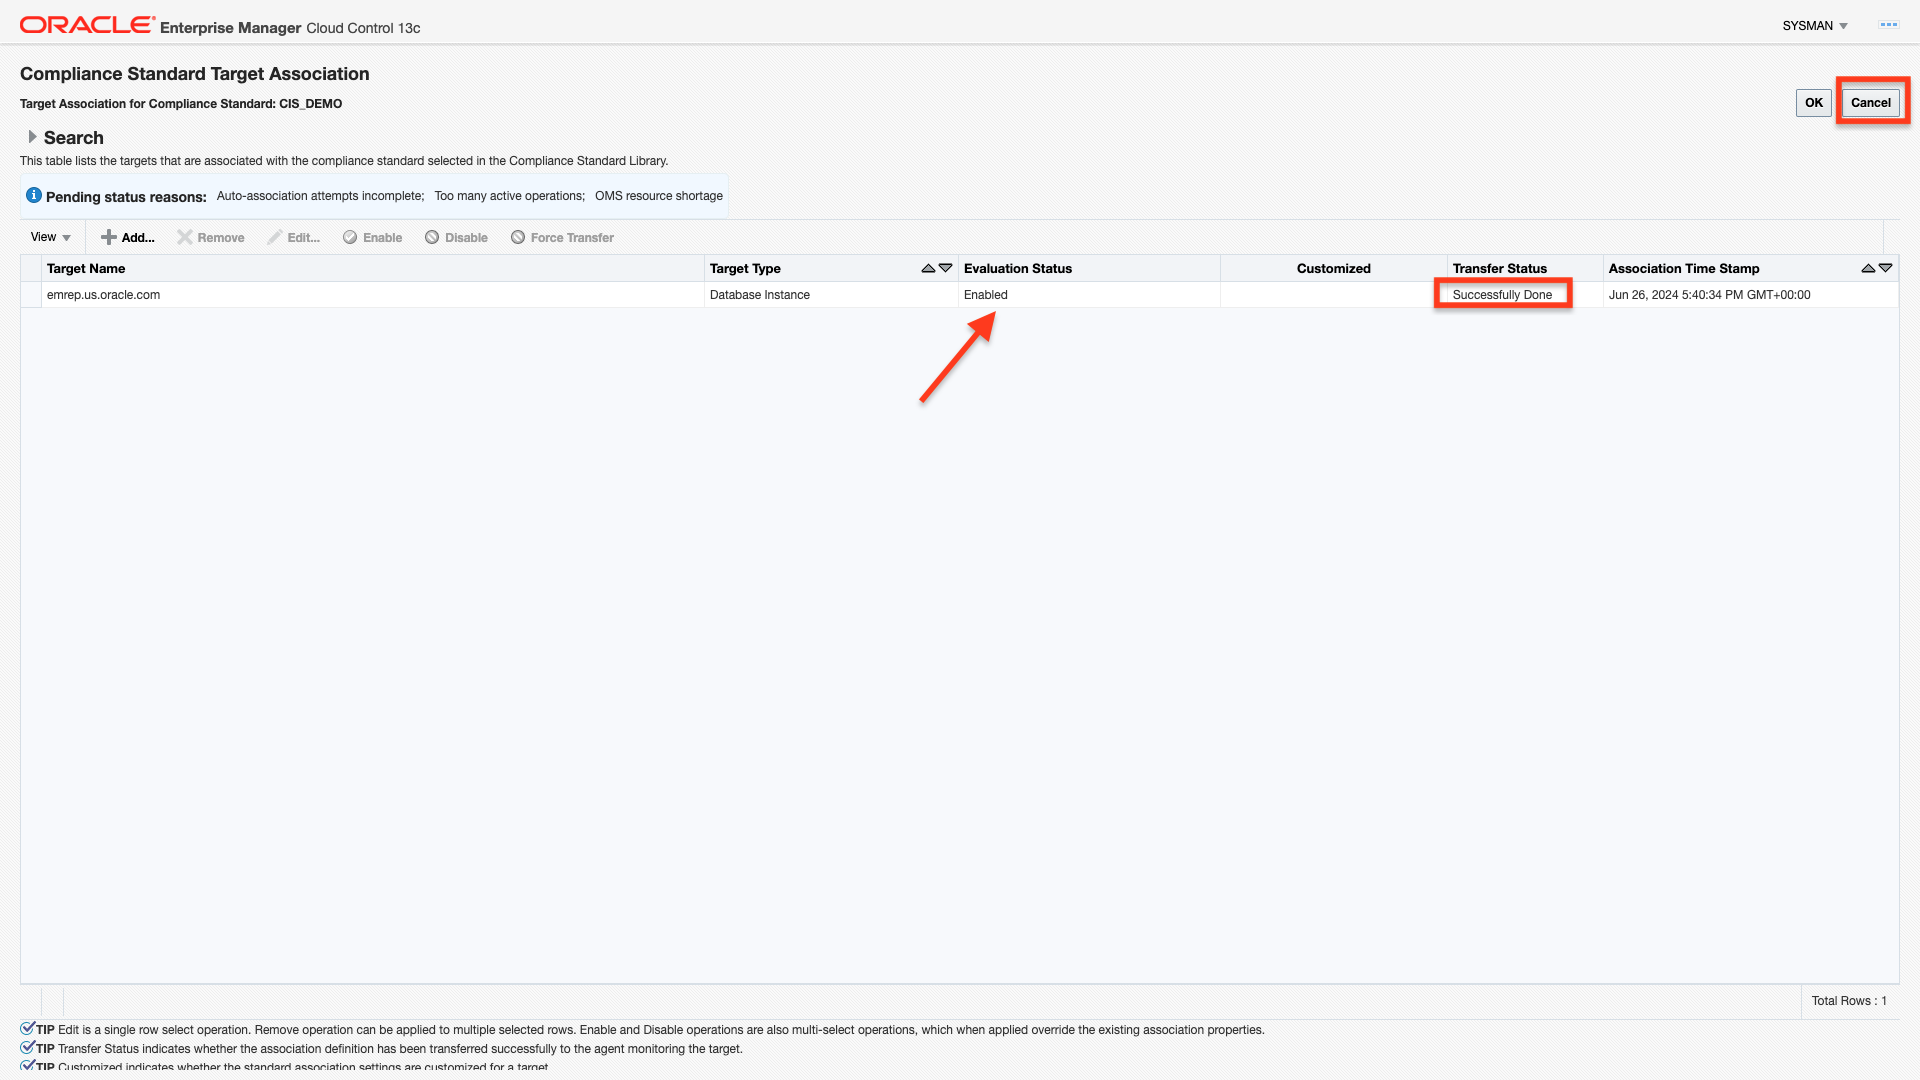 ORACLE Enterprise Manager Cloud Control 13c
SYSMAN
Compliance Standard Target Association
Target Association for Compliance Standard: CIS_DEMO
OK Cancel
Search
This table lists the targets that are associated with the compliance standard selected in the Compliance Standard Library.
Pending status reasons: Auto-association attempts incomplete; Too many active operations; OMS resource shortage
View Add... Remove Edit... Enable Disable Force Transfer
Target Name Target Type Evaluation Status Customized Transfer Status Association Time Stamp
emrep.us.oracle.com Database Instance Enabled Successfully Done Jun 26, 2024 5:40:34 PM GMT+00:00
Total Rows : 1
TIP Edit is a single row select operation. Remove operation can be applied to multiple selected rows. Enable and Disable operations are also multi-select operations, which when applied override the existing association properties.
TIP Transfer Status indicates whether the association definition has been transferred successfully to the agent monitoring the target.
TIP Customized indicates whether the standard association settings are customized for a target